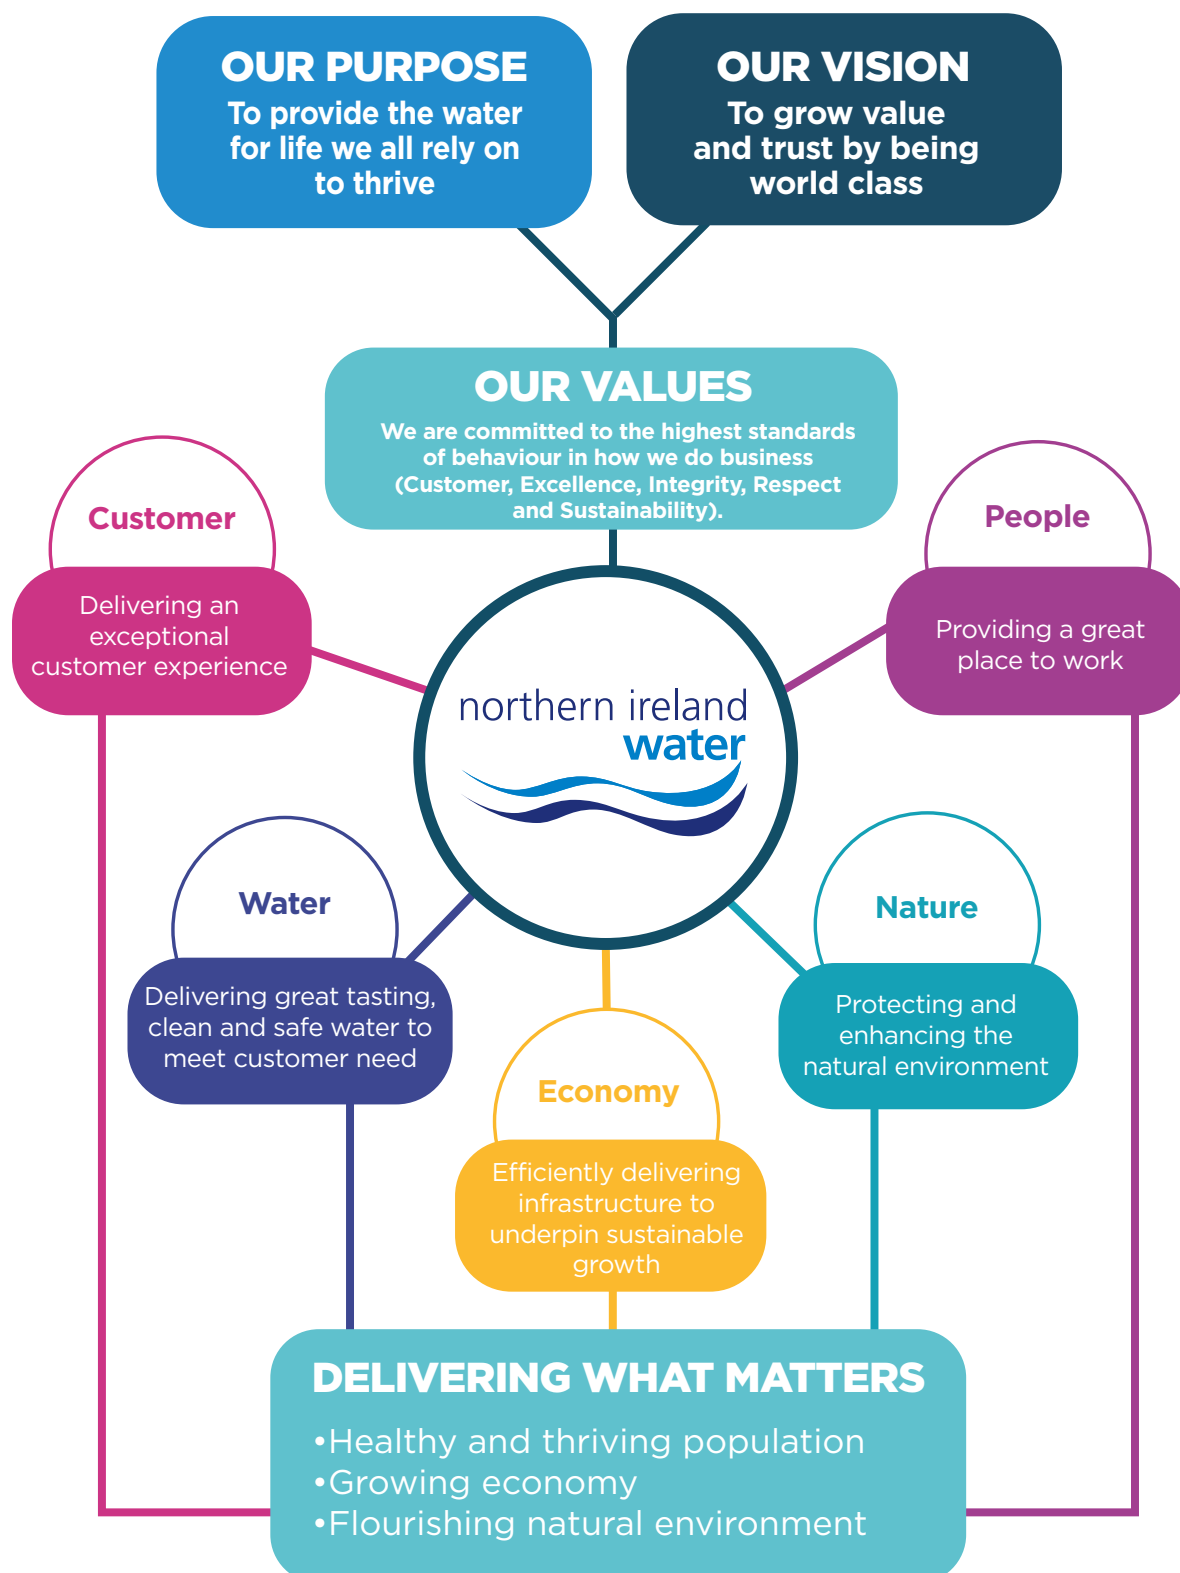 OUR PURPOSE
To provide the water
for life we all rely on
to thrive
OUR VISION
To grow value
and trust by being
world class
OUR VALUES
We are committed to the highest standards
of behaviour in how we do business
(Customer, Excellence, Integrity, Respect
and Sustainability).
Customer
Delivering an
exceptional
customer experience
People
Providing a great
place to work
northern ireland
water
Water
Delivering great tasting,
clean and safe water to
meet customer need
Nature
Protecting and
enhancing the
natural environment
Economy
Efficiently delivering
infrastructure to
underpin sustainable
growth
DELIVERING WHAT MATTERS
•Healthy and thriving population
•Growing economy
•Flourishing natural environment